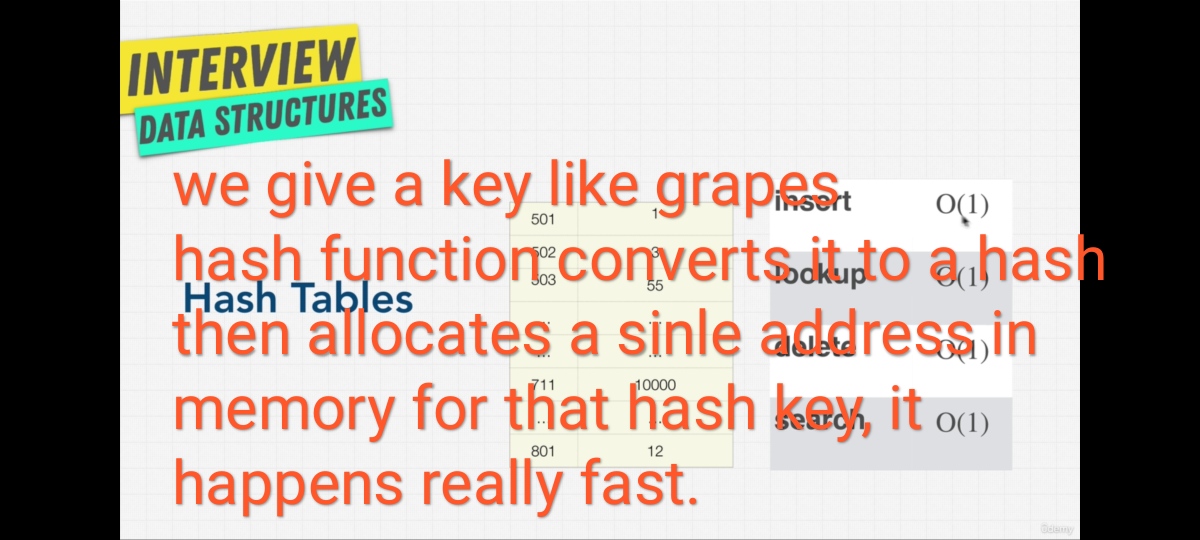 INTERVIEW
DATA STRUCTURES
we give a key like grapes
hash function converts it to a hash
then allocates a sinle address in
memory for that hash key, it
happens really fast.
Hash Tables
501 1
502 3
503 55
... ...
... ...
711 10000
... ...
801 12
insert O(1)
lookup O(1)
delete O(1)
search O(1)
ûdemy